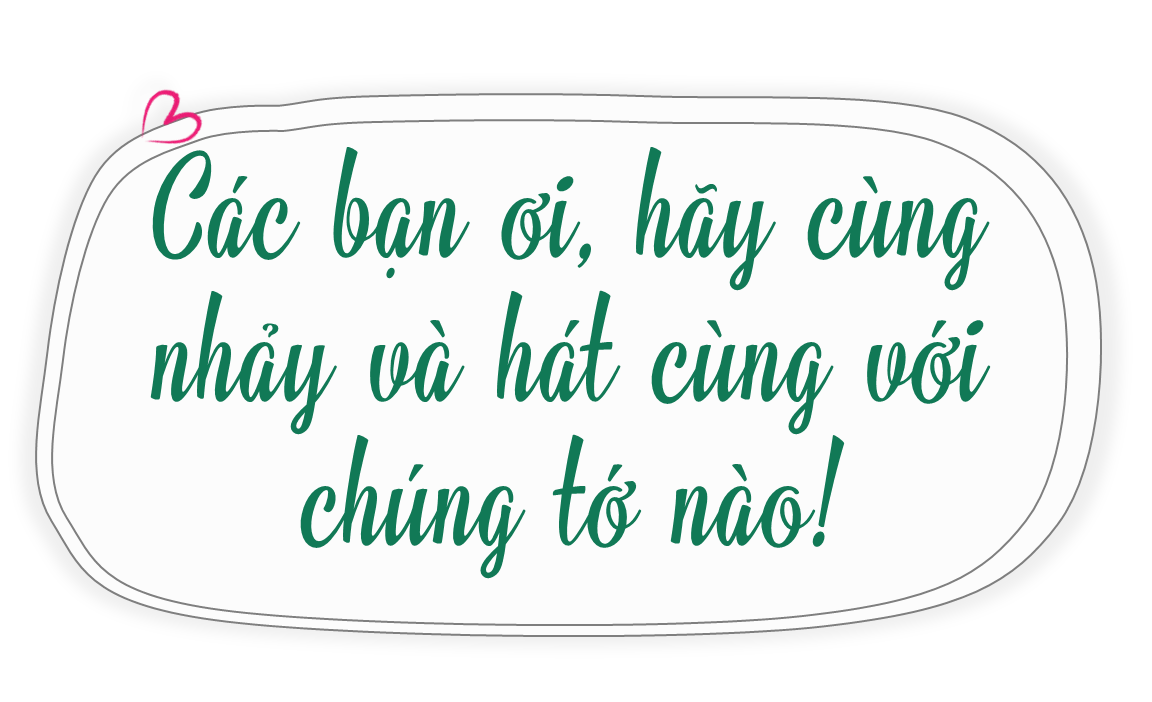 Các bạn ơi, hãy cùng
nhảy và hát cùng với
chúng tớ nào!